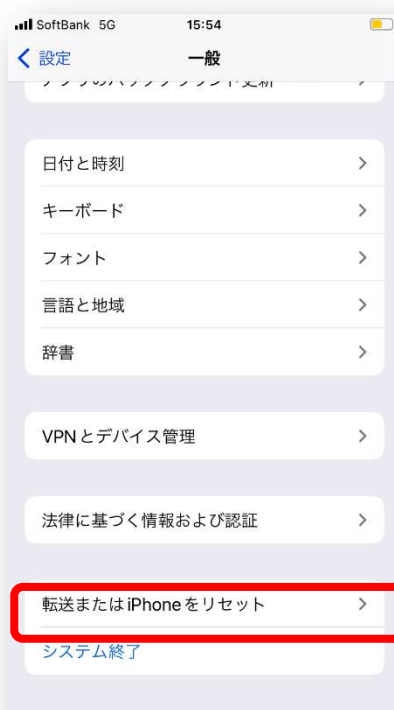 SoftBank 5G 15:54
設定 一般
日付と時刻
キーボード
フォント
言語と地域
辞書
VPNとデバイス管理
法律に基づく情報および認証
転送またはiPhoneをリセット
システム終了